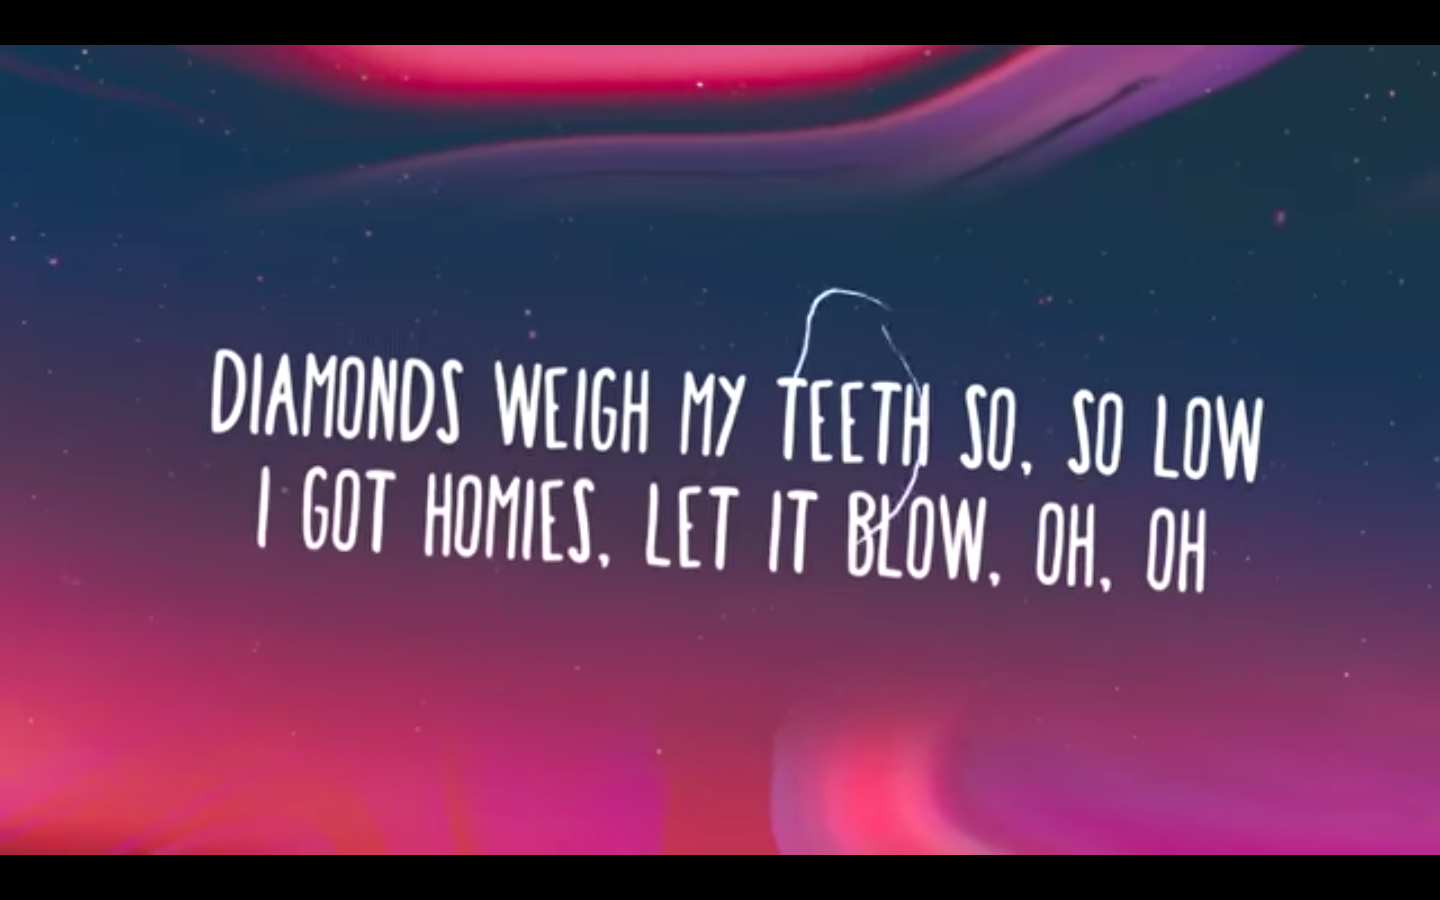 DIAMONDS WEIGH MY TEETH SO, SO LOW
I GOT HOMIES, LET IT BLOW, OH, OH